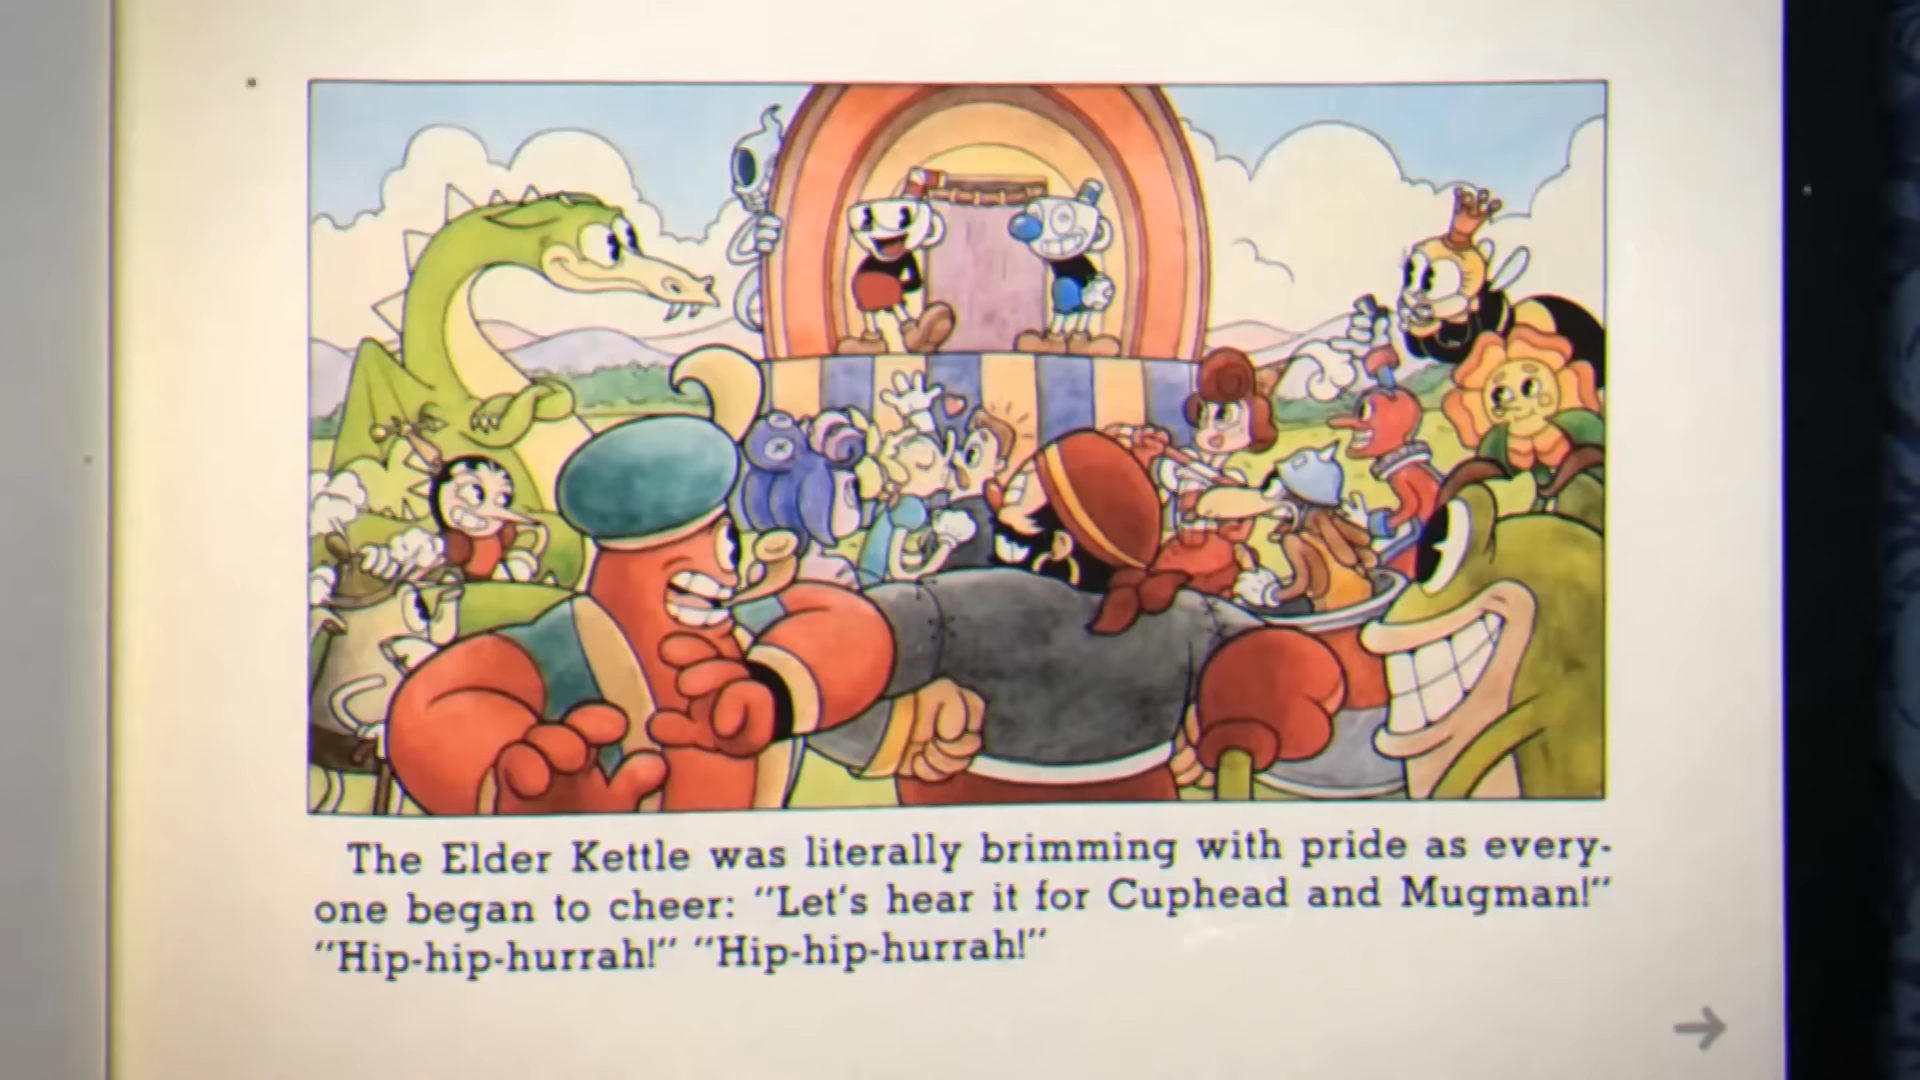 The Elder Kettle was literally brimming with pride as every-
one began to cheer: “Let's hear it for Cuphead and Mugman!”
“Hip-hip-hurrah!” “Hip-hip-hurrah!”